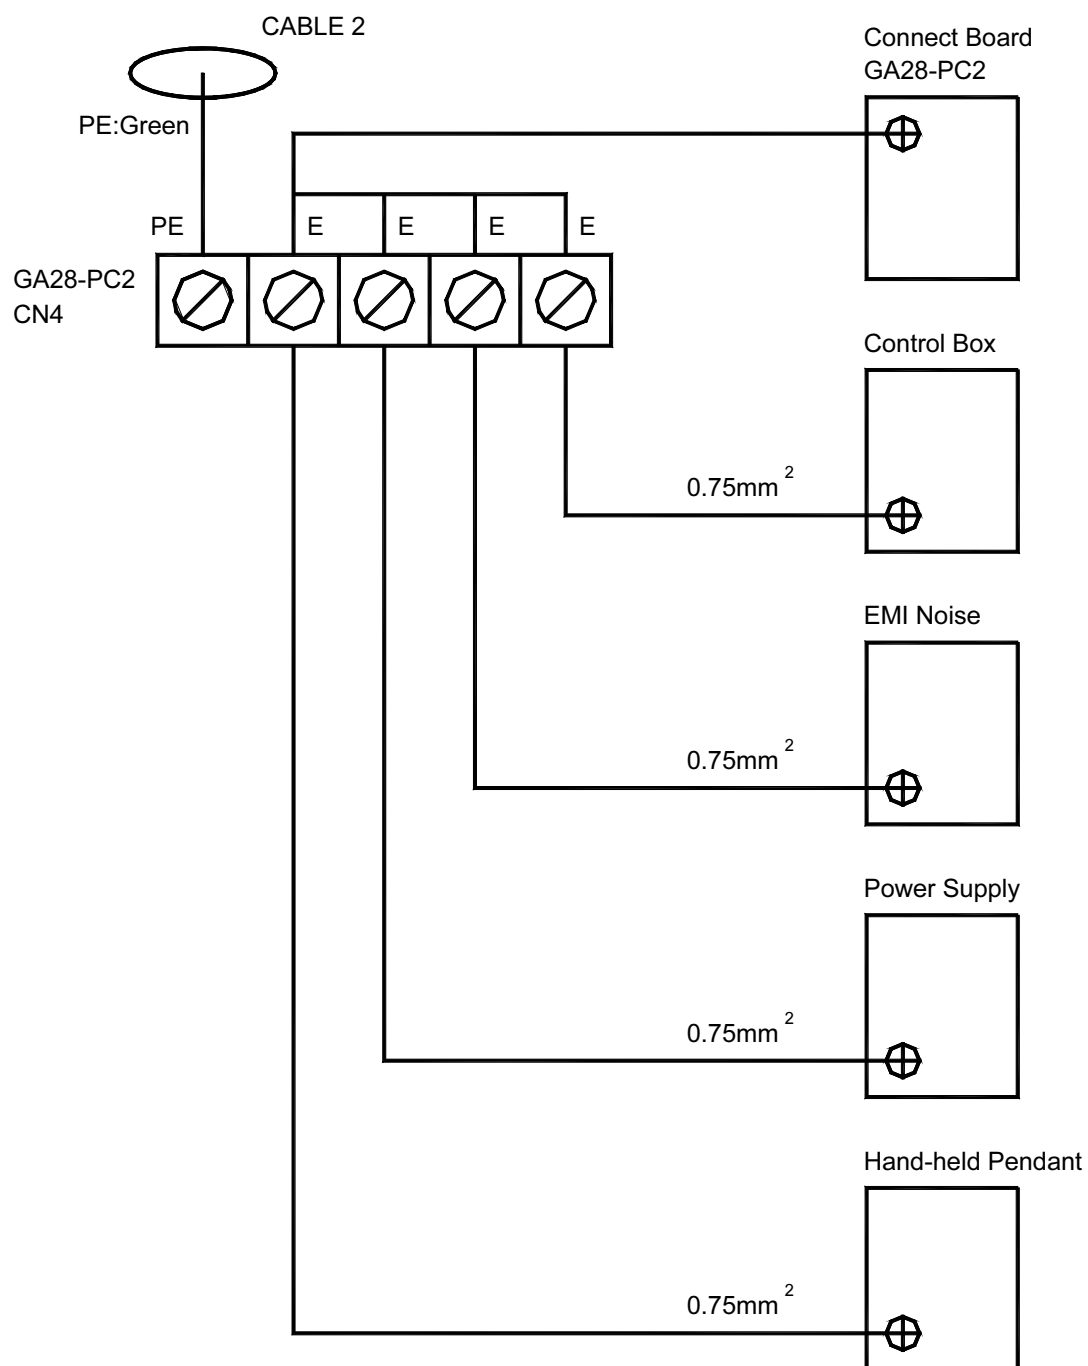 CABLE 2
Connect Board
GA28-PC2
PE:Green
PE
E
E
E
E
GA28-PC2
CN4
Control Box
0.75mm 2
EMI Noise
0.75mm 2
Power Supply
0.75mm 2
Hand-held Pendant
0.75mm 2